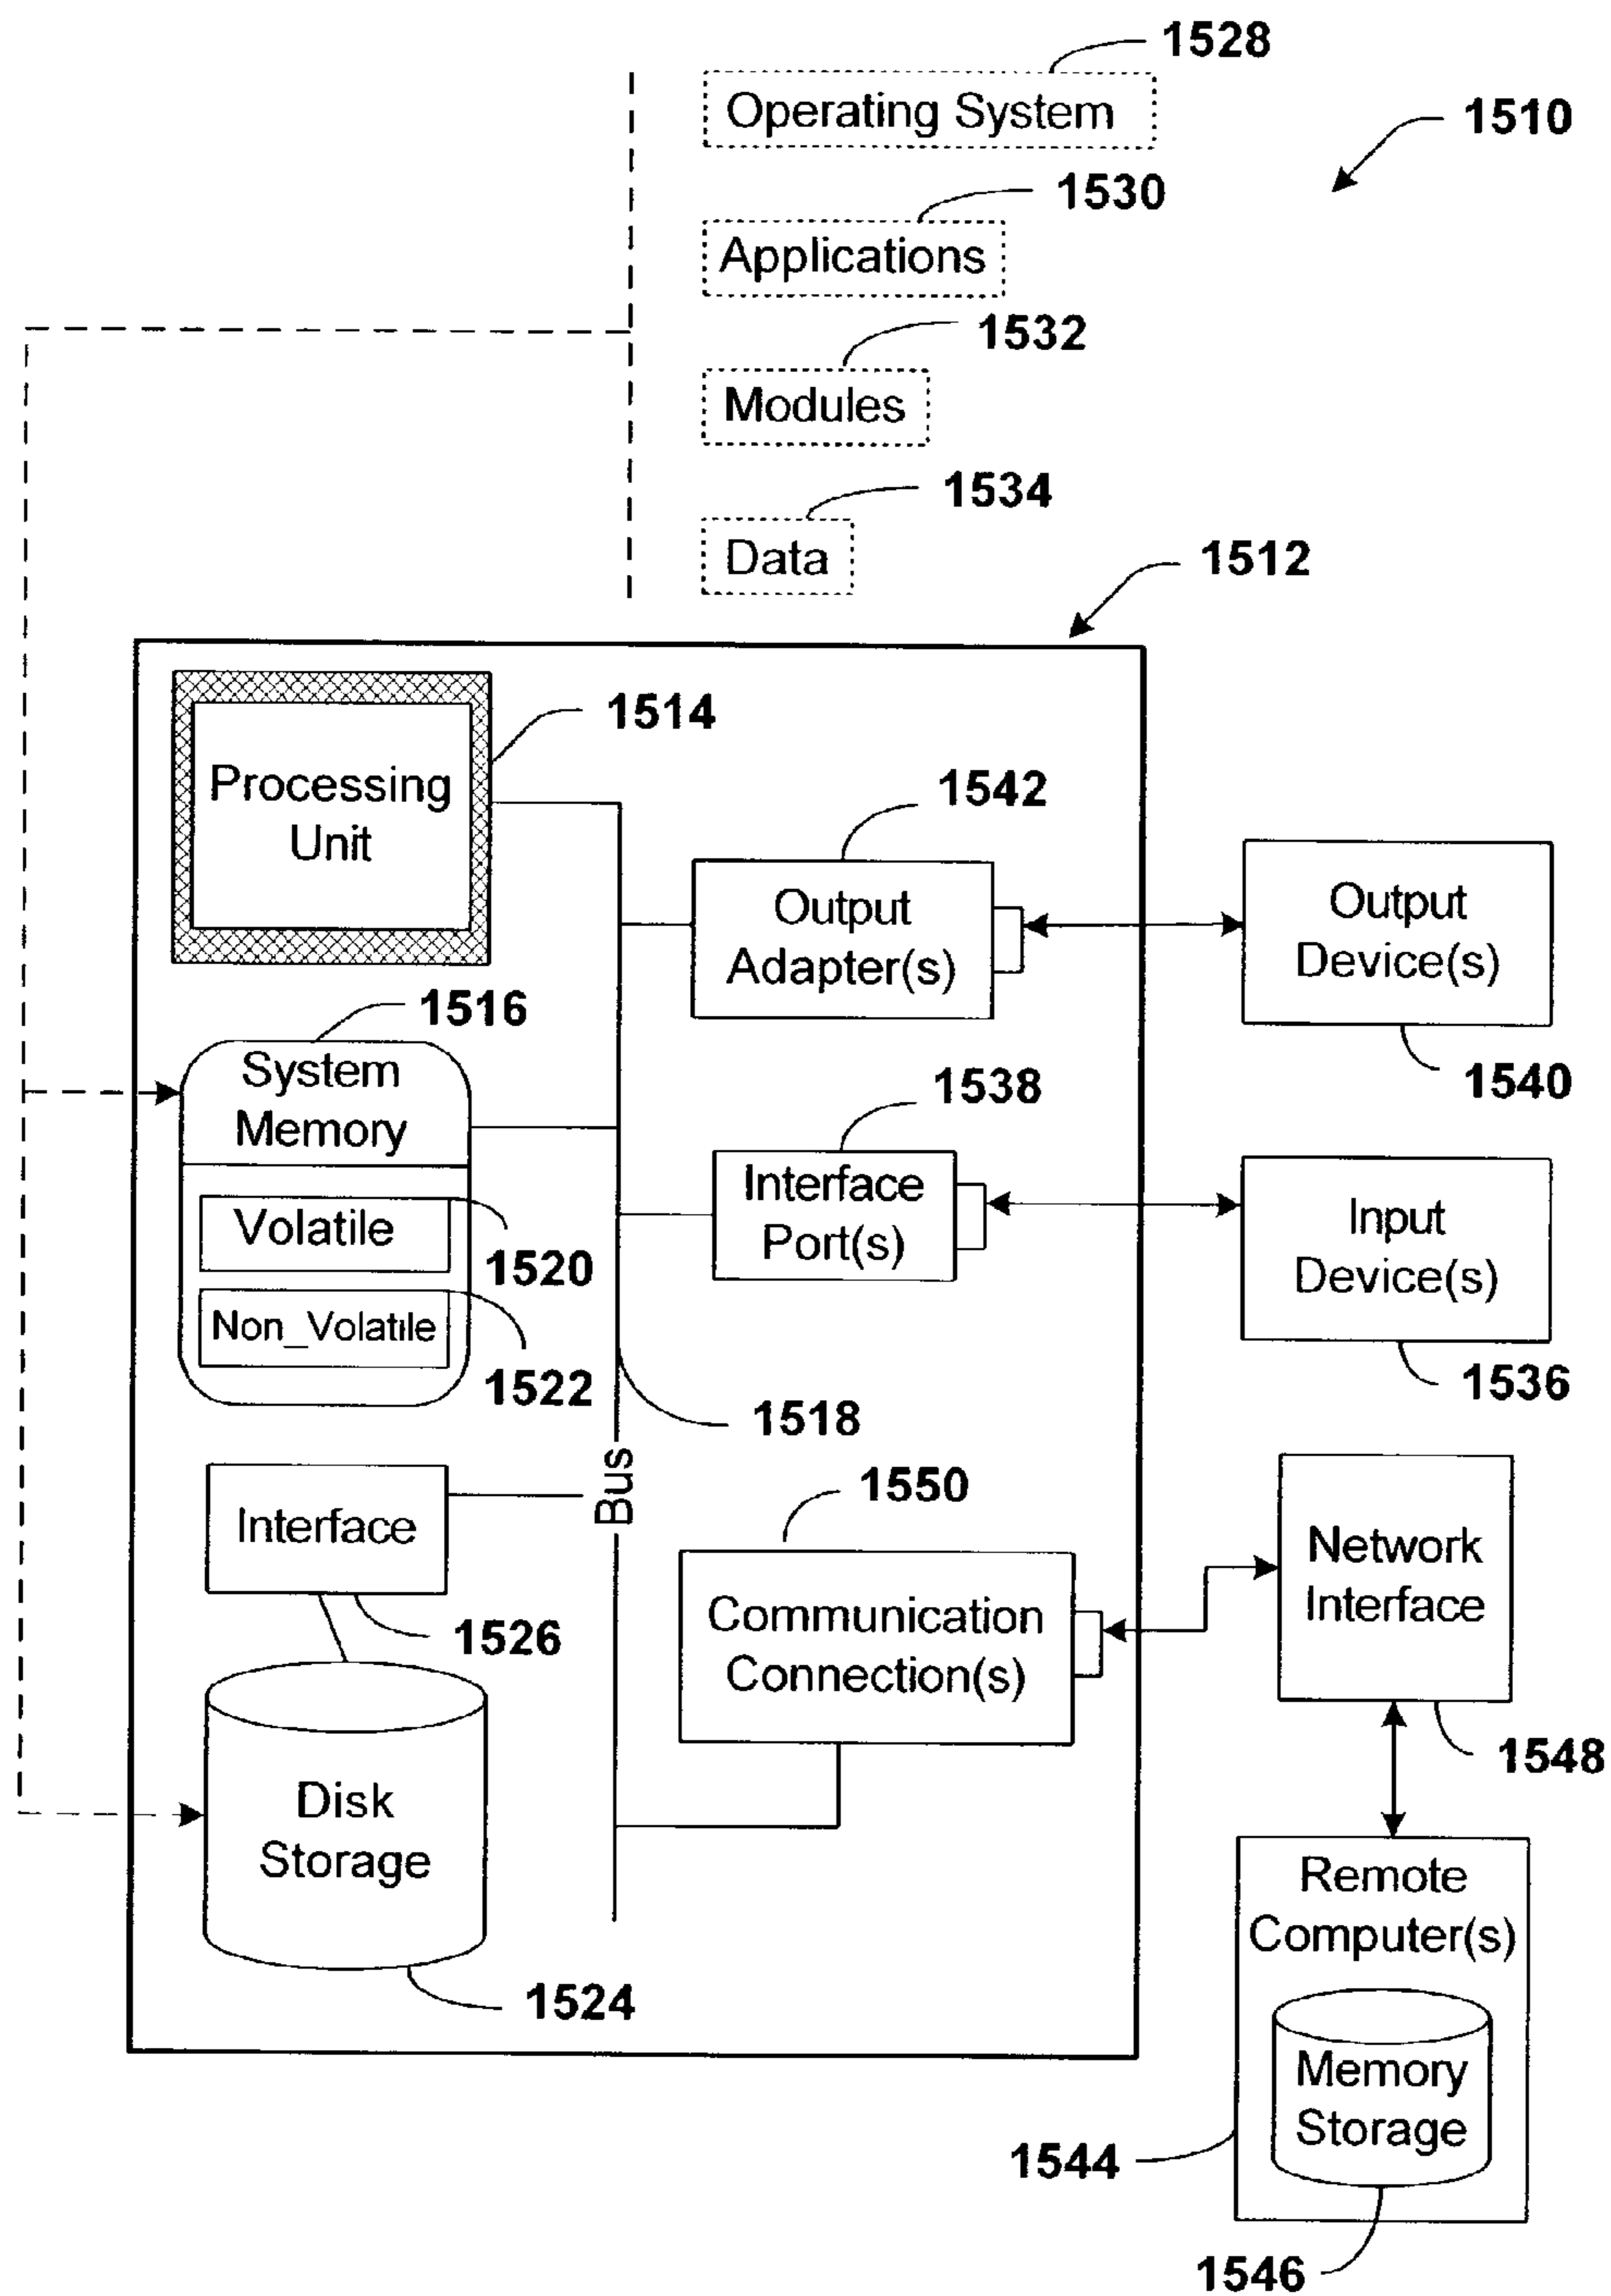 1528
Operating System
1510
1530
Applications
1532
Modules
1534
Data
1512
1514
Processing
Unit
1542
Output
Adapter(s)
Output
Device(s)
1540
1516
System
Memory
Volatile
1520
Non_Volatile
1522
1538
Interface
Port(s)
Input
Device(s)
1536
1518
Bus
Interface
1526
1550
Communication
Connection(s)
Network
Interface
1548
Disk
Storage
1524
Remote
Computer(s)
Memory
Storage
1544
1546